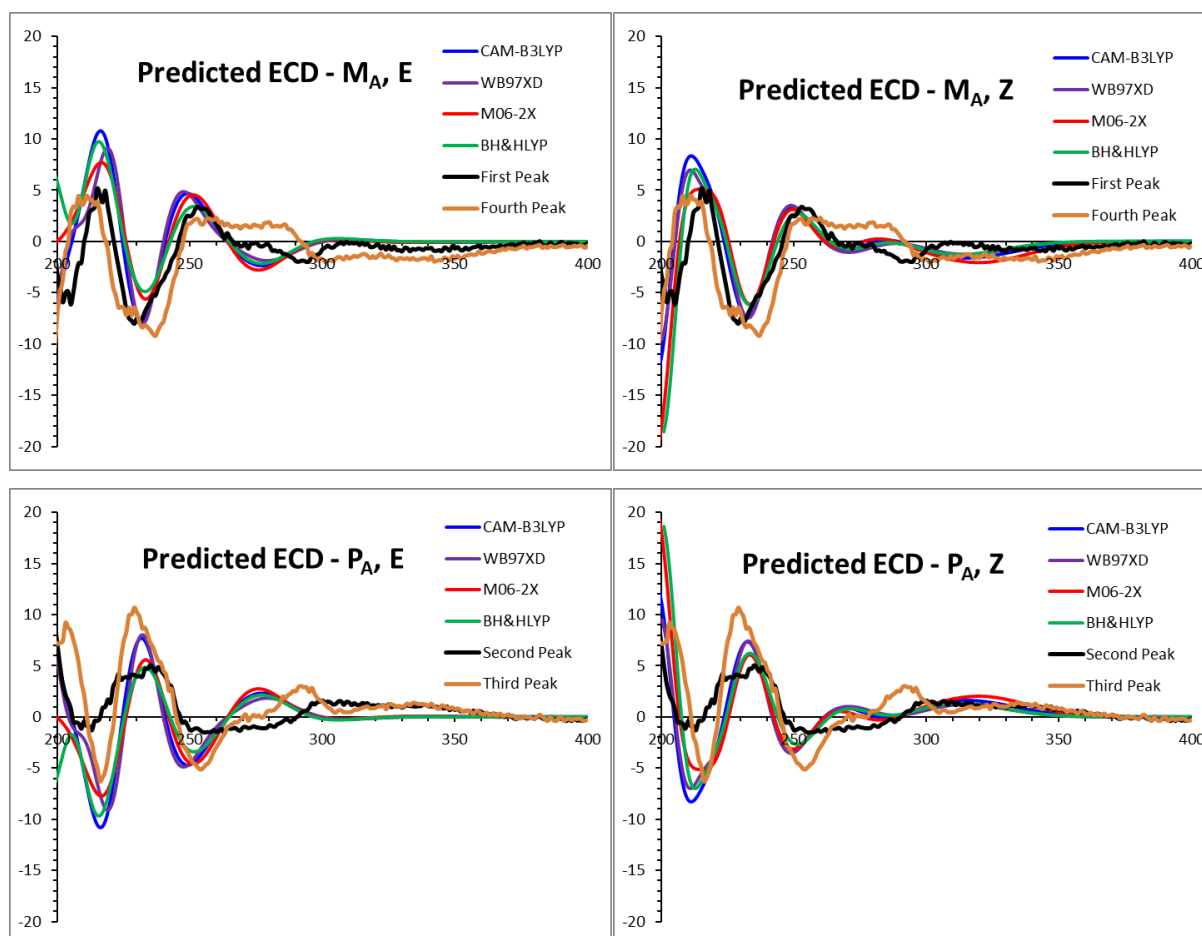 Predicted ECD - MA, E
CAM-B3LYP
WB97XD
M06-2X
BH&HLYP
First Peak
Fourth Peak
20
15
10
5
0
-5
-10
-15
-20
200
250
300
350
400
Predicted ECD - MA, Z
CAM-B3LYP
WB97XD
M06-2X
BH&HLYP
First Peak
Fourth Peak
20
15
10
5
0
-5
-10
-15
-20
200
250
300
350
400
Predicted ECD - PA, E
CAM-B3LYP
WB97XD
M06-2X
BH&HLYP
Second Peak
Third Peak
20
15
10
5
0
-5
-10
-15
-20
200
250
300
350
400
Predicted ECD - PA, Z
CAM-B3LYP
WB97XD
M06-2X
BH&HLYP
Second Peak
Third Peak
20
15
10
5
0
-5
-10
-15
-20
200
250
300
350
400